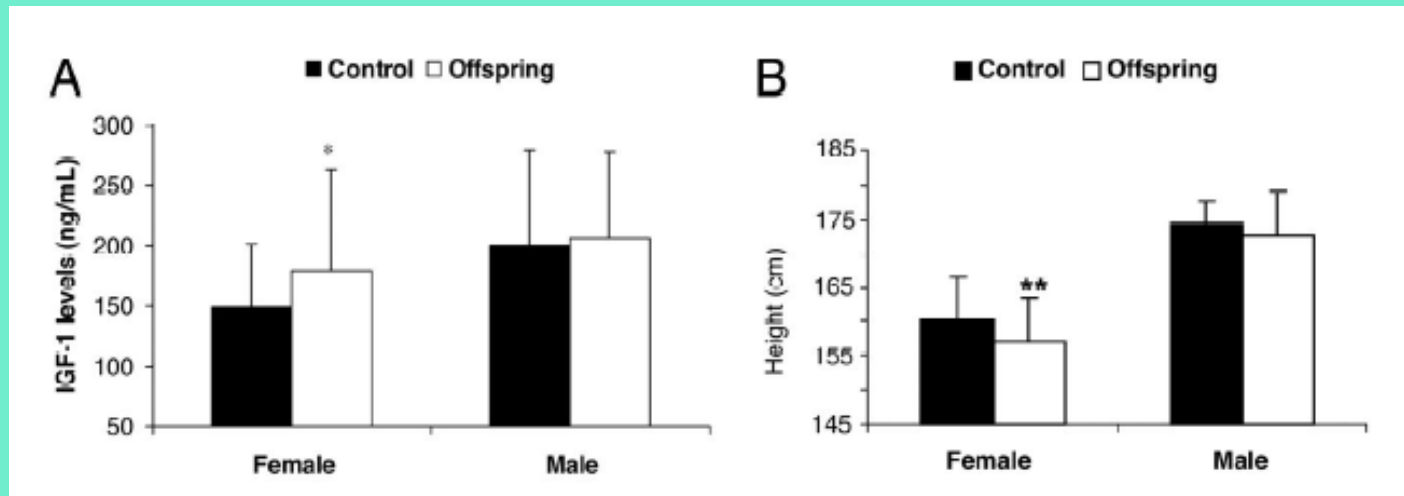 A
■ Control □ Offspring
IGF-1 levels (ng/mL)
300
250
200
150
100
50
*
Female Male
B
■ Control □ Offspring
Height (cm)
185
175
165
155
145
**
Female Male